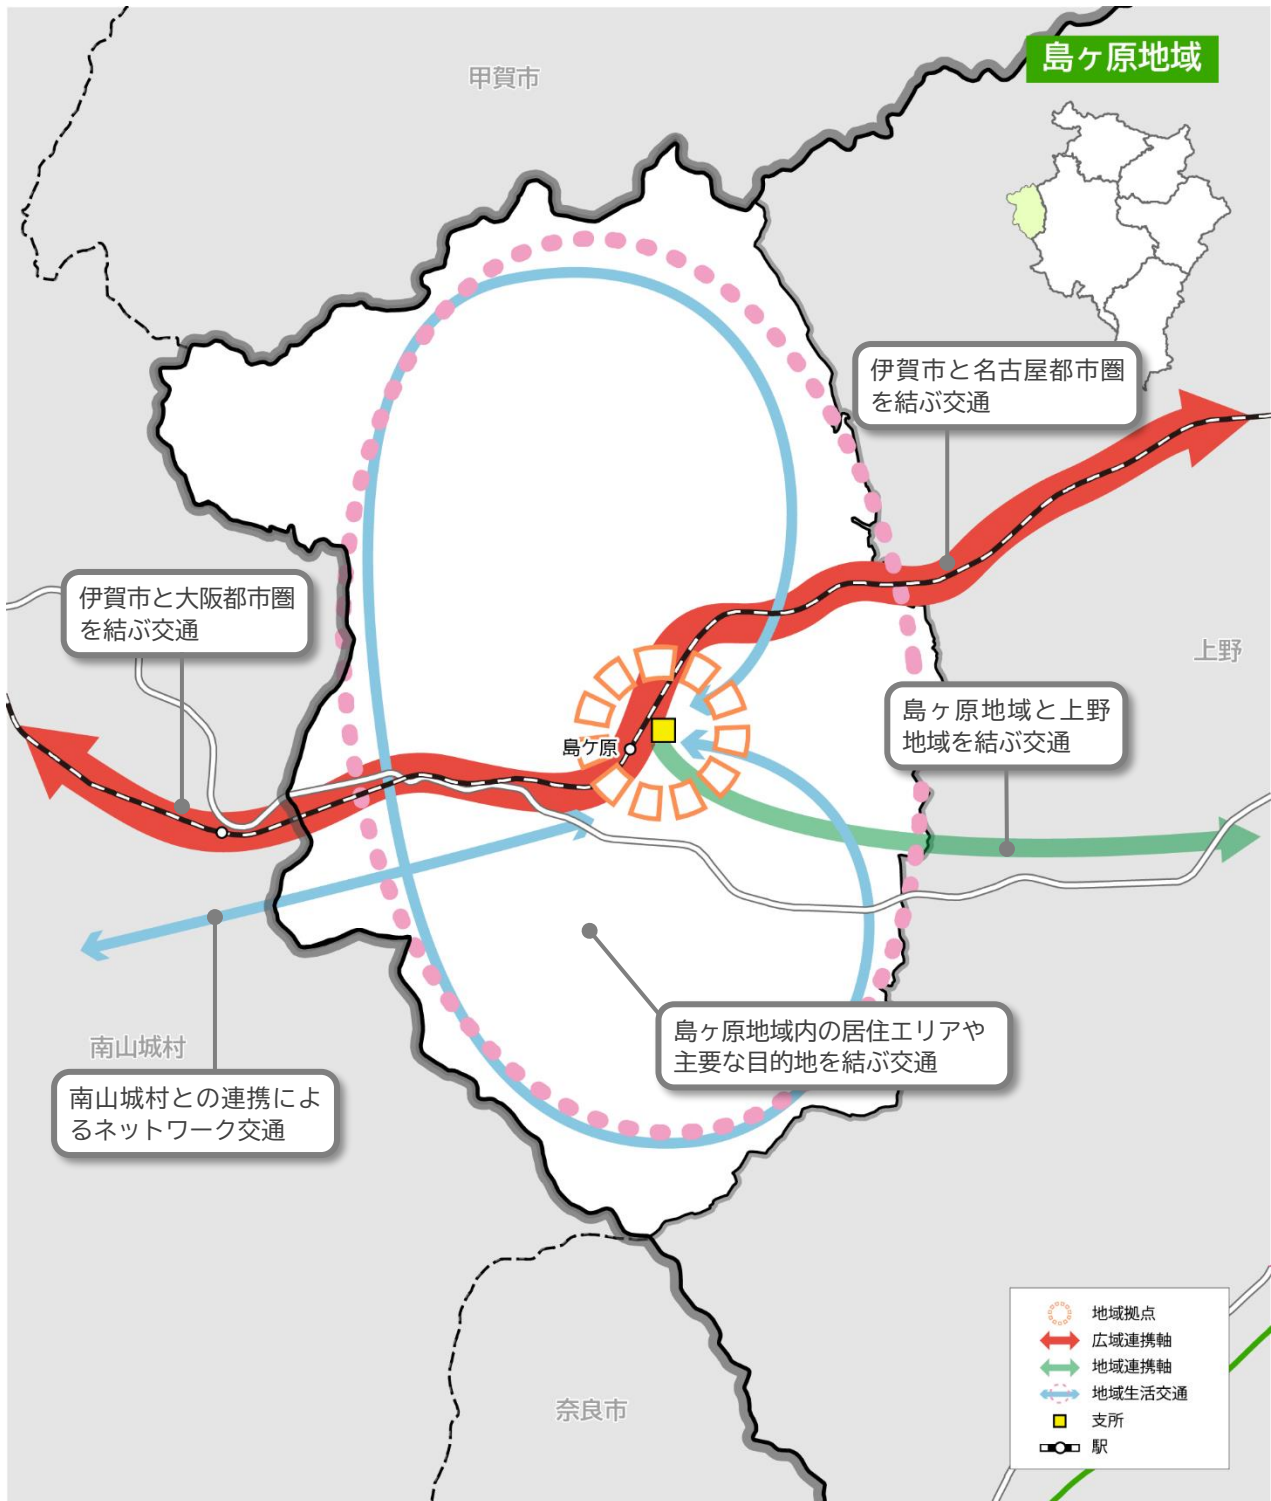 甲賀市
島ヶ原地域
伊賀市と名古屋都市圏
を結ぶ交通
伊賀市と大阪都市圏
を結ぶ交通
上野
島ヶ原地域と上野
地域を結ぶ交通
島ケ原
島ヶ原地域内の居住エリアや
主要な目的地を結ぶ交通
南山城村
南山城村との連携によ
るネットワーク交通
奈良市
地域拠点
広域連携軸
地域連携軸
地域生活交通
支所
駅